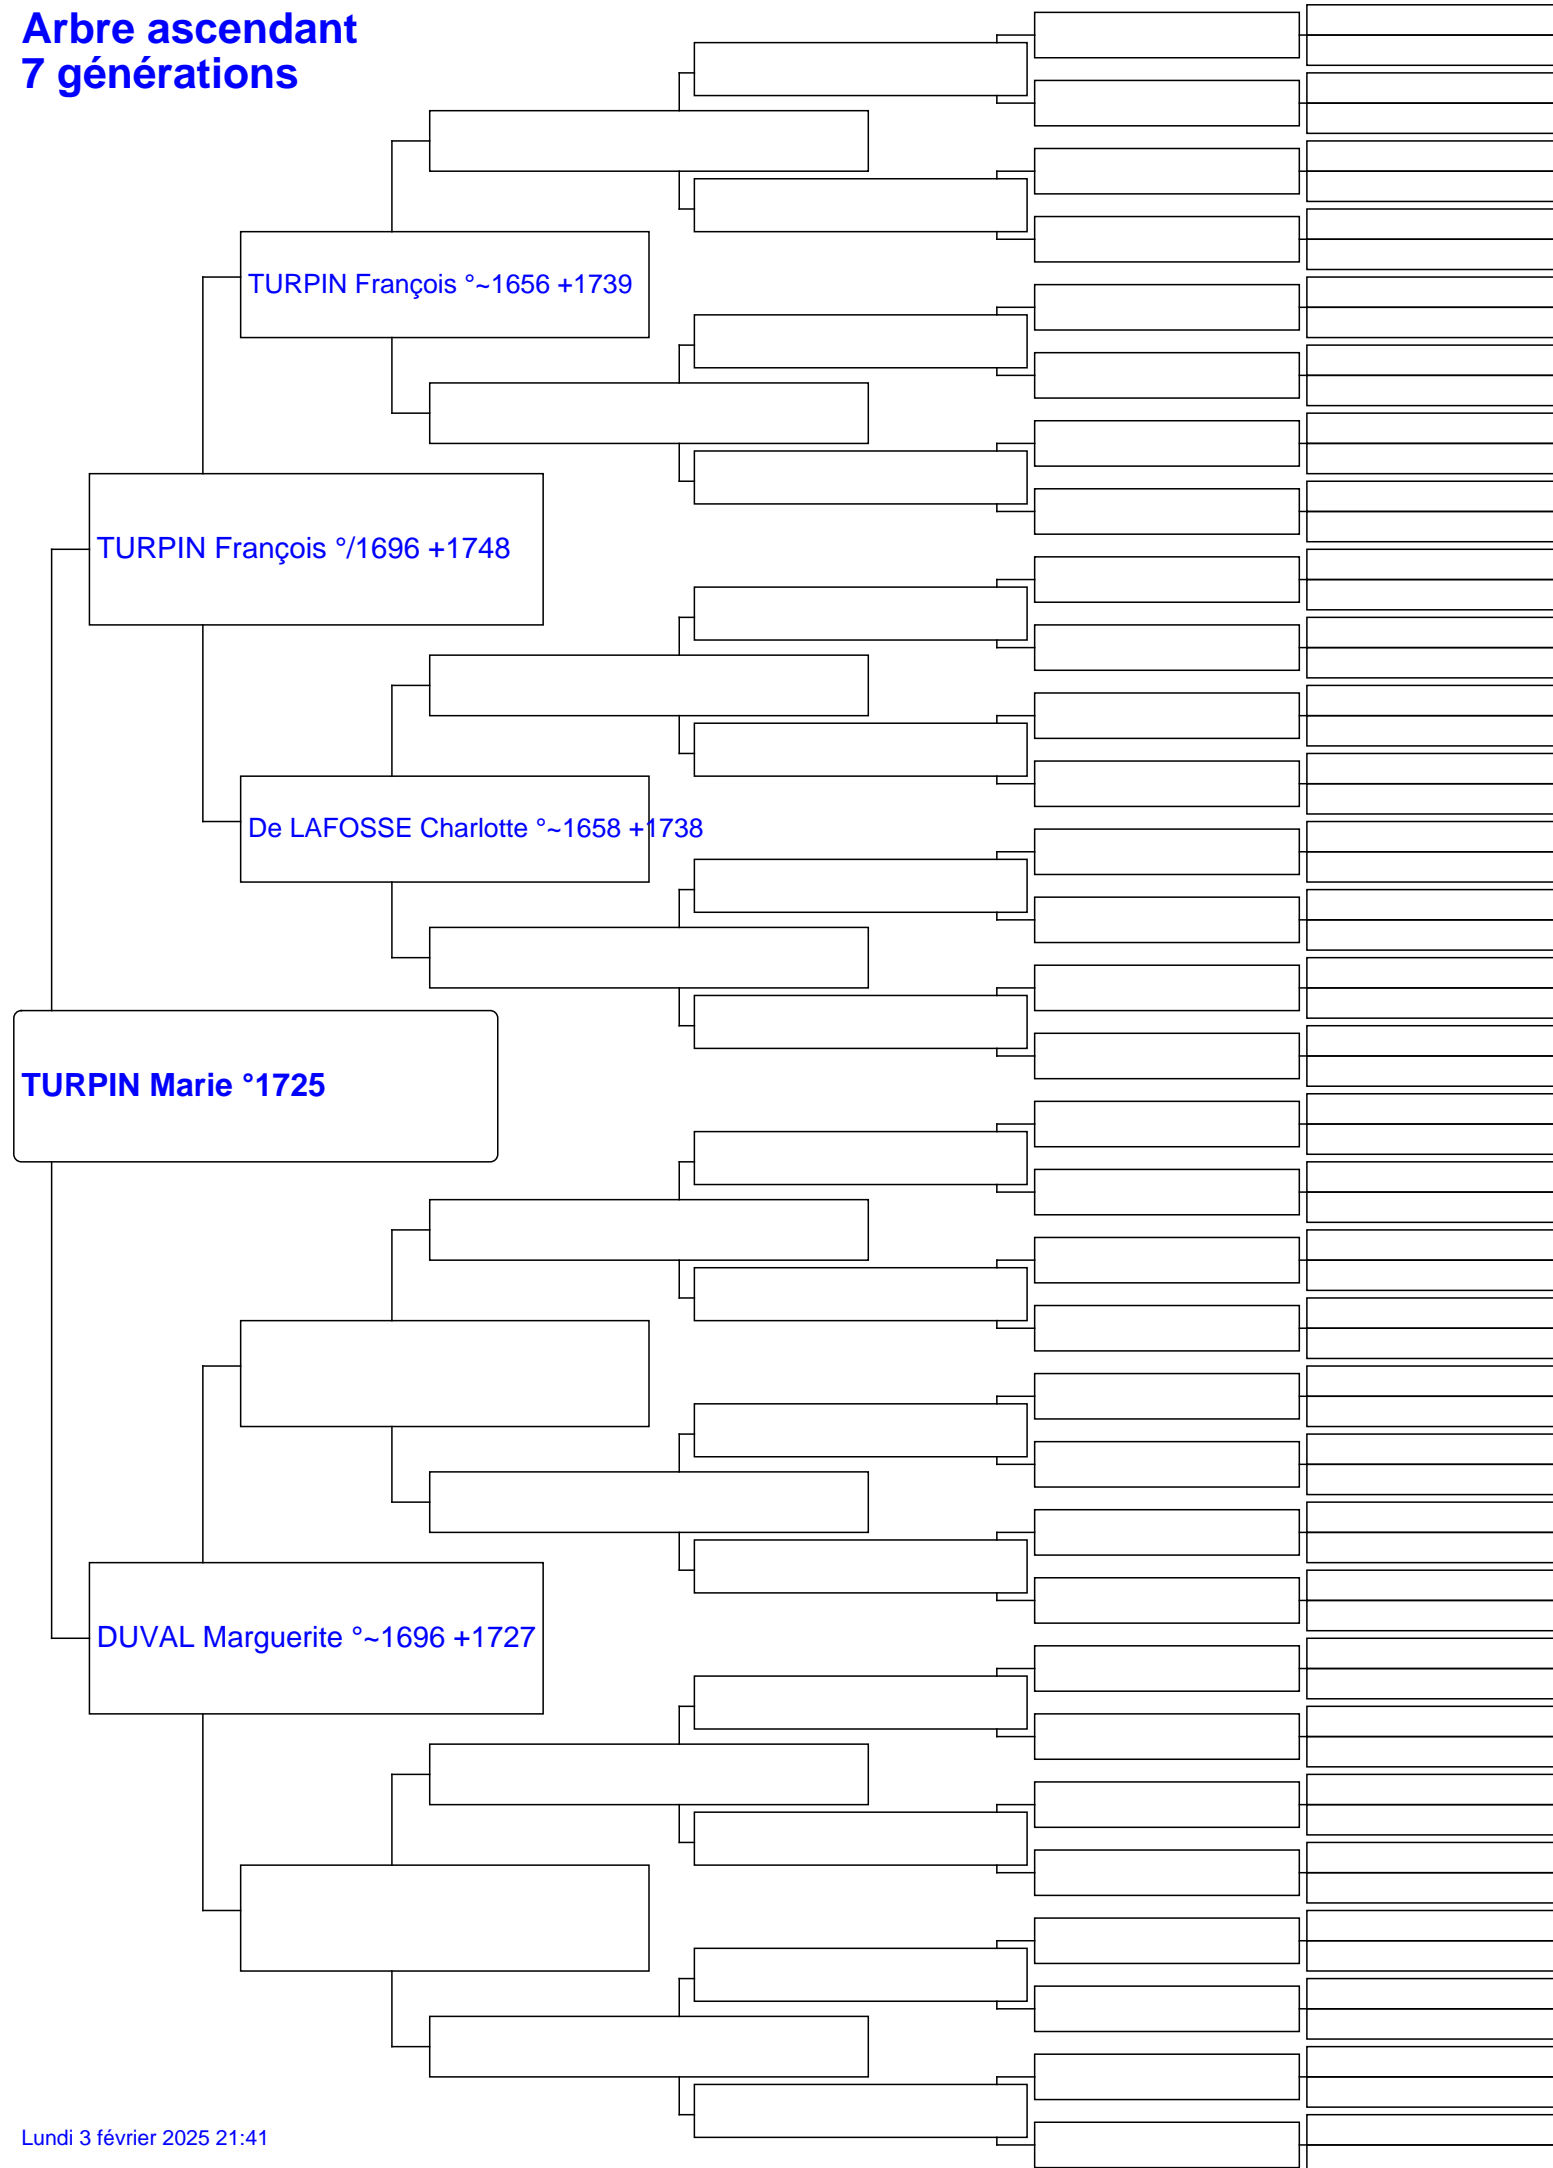 Arbre ascendant
7 générations
TURPIN François °~1656 +1739
TURPIN François °/1696 +1748
De LAFOSSE Charlotte °~1658 +1738
TURPIN Marie °1725
DUVAL Marguerite °~1696 +1727
Lundi 3 février 2025 21:41